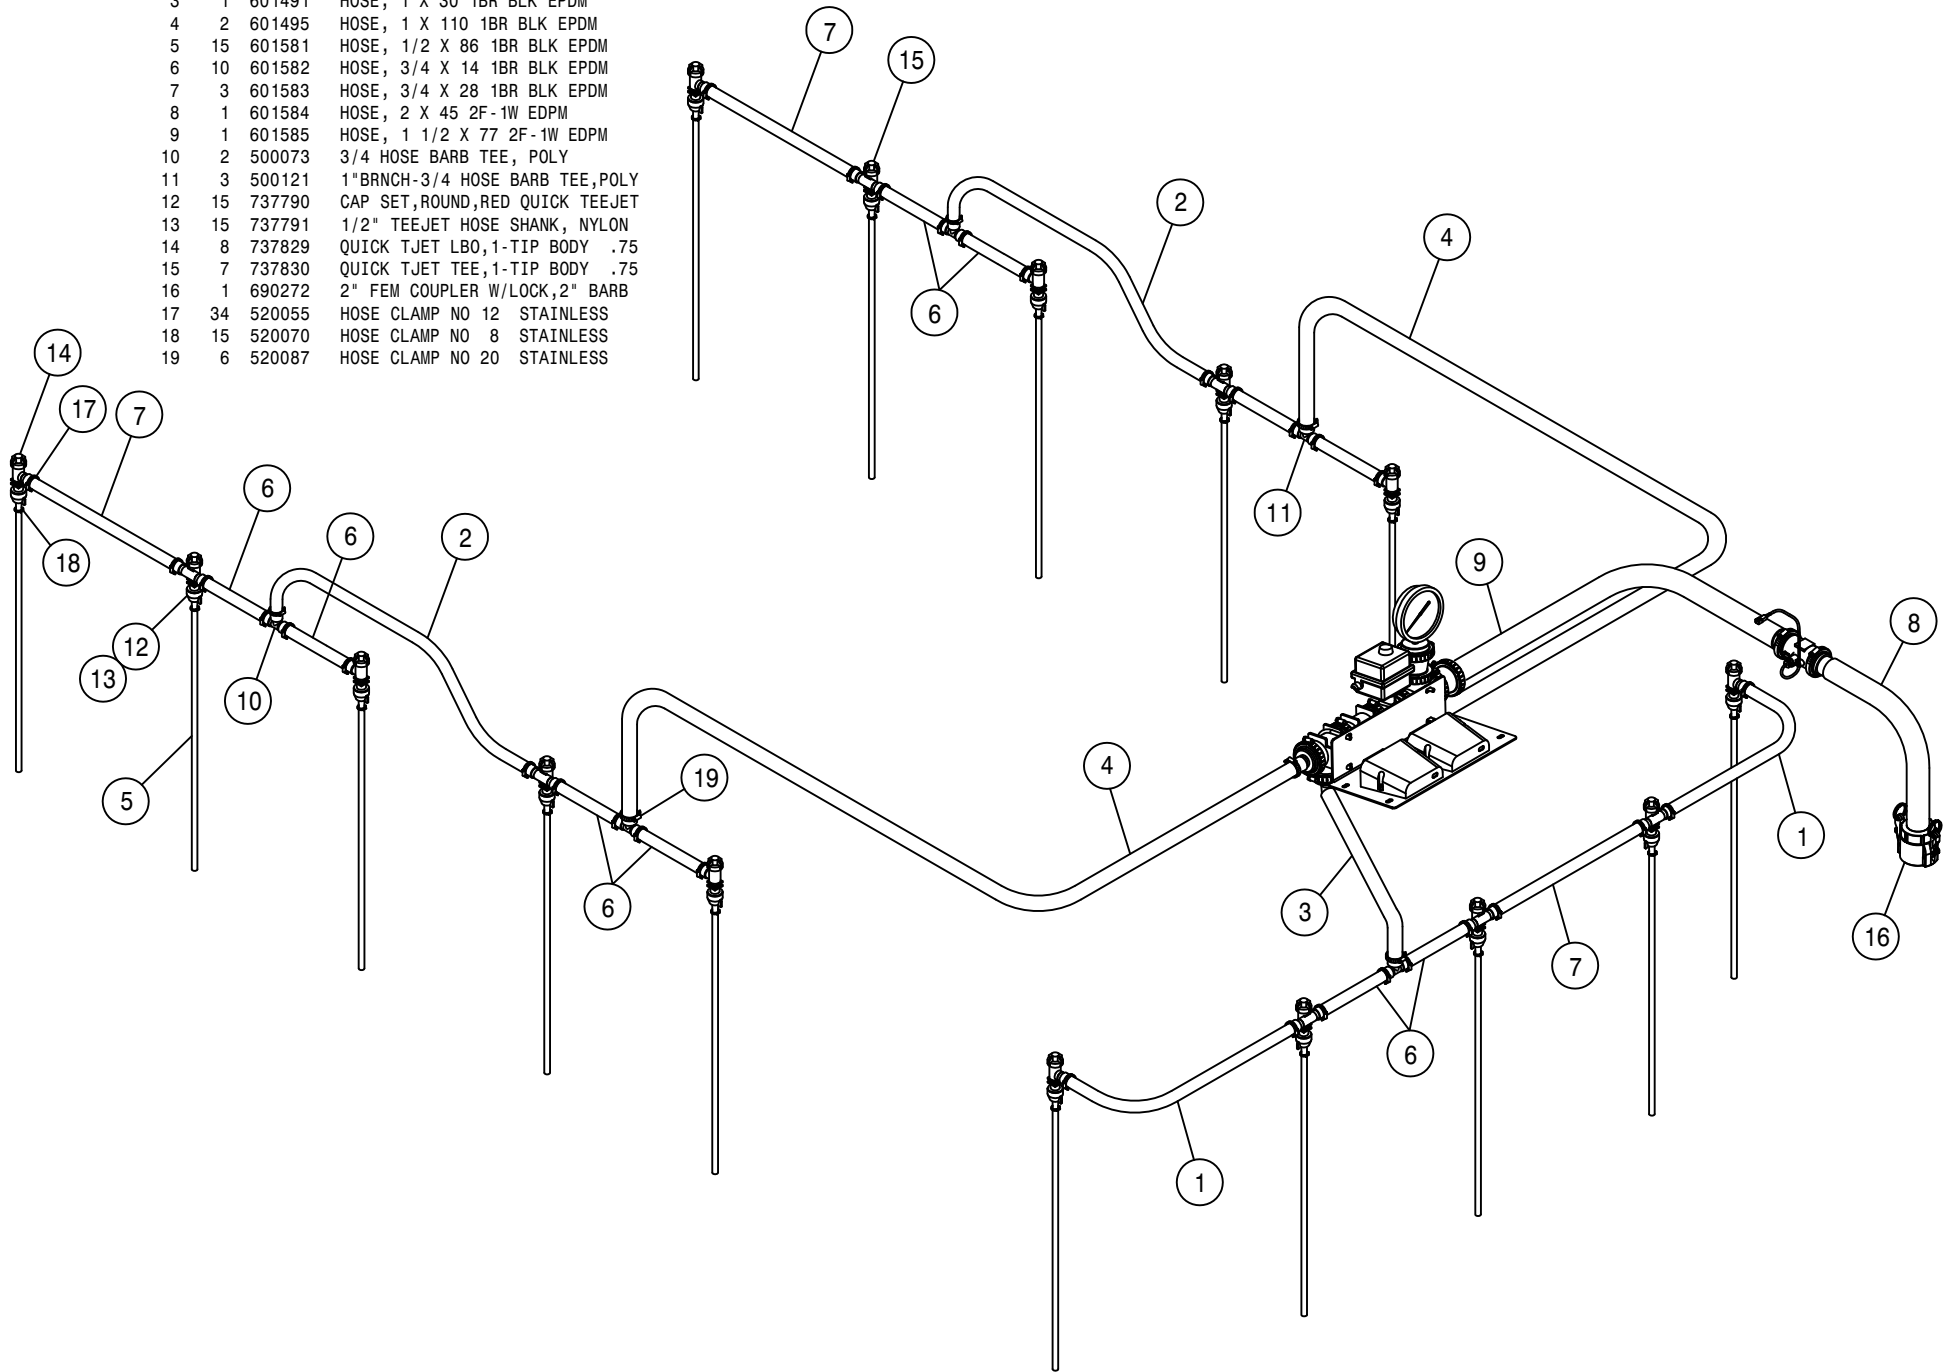 3 1 601491 HOSE, 1 X 30 1BR BLK EPDM
4 2 601495 HOSE, 1 X 110 1BR BLK EPDM
5 15 601581 HOSE, 1/2 X 86 1BR BLK EPDM
6 10 601582 HOSE, 3/4 X 14 1BR BLK EPDM
7 3 601583 HOSE, 3/4 X 28 1BR BLK EPDM
8 1 601584 HOSE, 2 X 45 2F-1W EDPM
9 1 601585 HOSE, 1 1/2 X 77 2F-1W EDPM
10 2 500073 3/4 HOSE BARB TEE, POLY
11 3 500121 1"BRNCH-3/4 HOSE BARB TEE,POLY
12 15 737790 CAP SET,ROUND,RED QUICK TEEJET
13 15 737791 1/2" TEEJET HOSE SHANK, NYLON
14 8 737829 QUICK TJET LBO,1-TIP BODY .75
15 7 737830 QUICK TJET TEE,1-TIP BODY .75
16 1 690272 2" FEM COUPLER W/LOCK,2" BARB
17 34 520055 HOSE CLAMP NO 12 STAINLESS
18 15 520070 HOSE CLAMP NO 8 STAINLESS
19 6 520087 HOSE CLAMP NO 20 STAINLESS
7
15
2
4
6
11
14
17
7
6
6
2
18
12
13
10
5
19
6
4
9
8
1
3
7
16
6
1